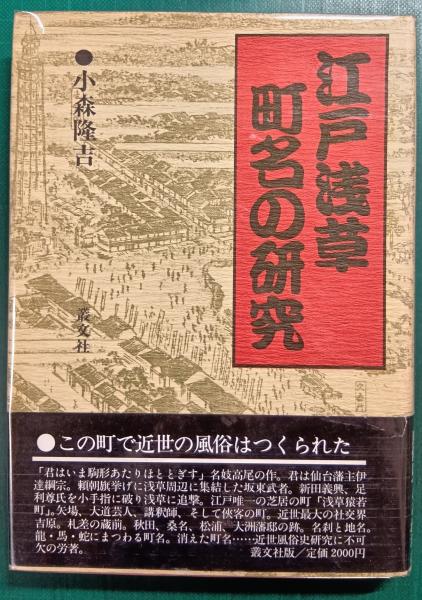 江戸浅草
町名の研究
●小森隆吉
叢文社
●この町で近世の風俗はつくられた
「君はいま駒形あたりほととぎす」名妓高尾の作。君は仙台藩主伊
達綱宗。頼朝旗挙げに浅草周辺に集結した坂東武者。新田義興、足
利尊氏を小手指に破り浅草に追撃。江戸唯一の芝居の町「浅草猿若
町」。矢場、大道芸人、講釈師、そして俠客の町。近世最大の社交界
吉原。札差の蔵前。秋田、桑名、松浦、大洲藩邸の跡。名刹と地名。
龍・馬・蛇にまつわる町名。消えた町名……近世風俗史研究に不可
欠の労著。
叢文社版/定価2000円